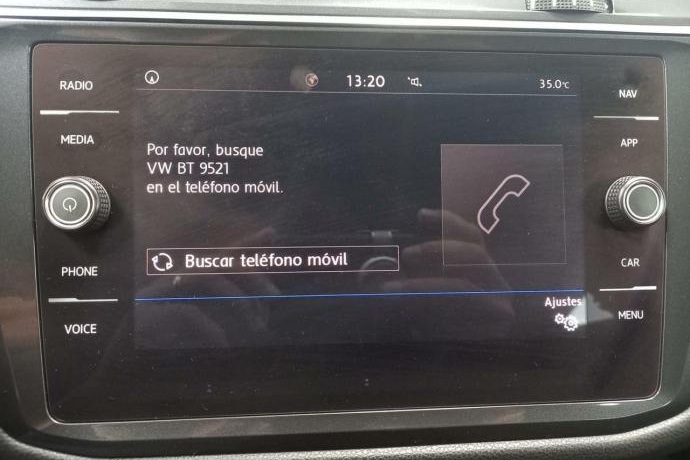 RADIO
MEDIA
PHONE
VOICE
13:20
35.0°C
Por favor, busque
VW BT 9521
en el teléfono móvil.
Buscar teléfono móvil
Ajustes
NAV
APP
CAR
MENU